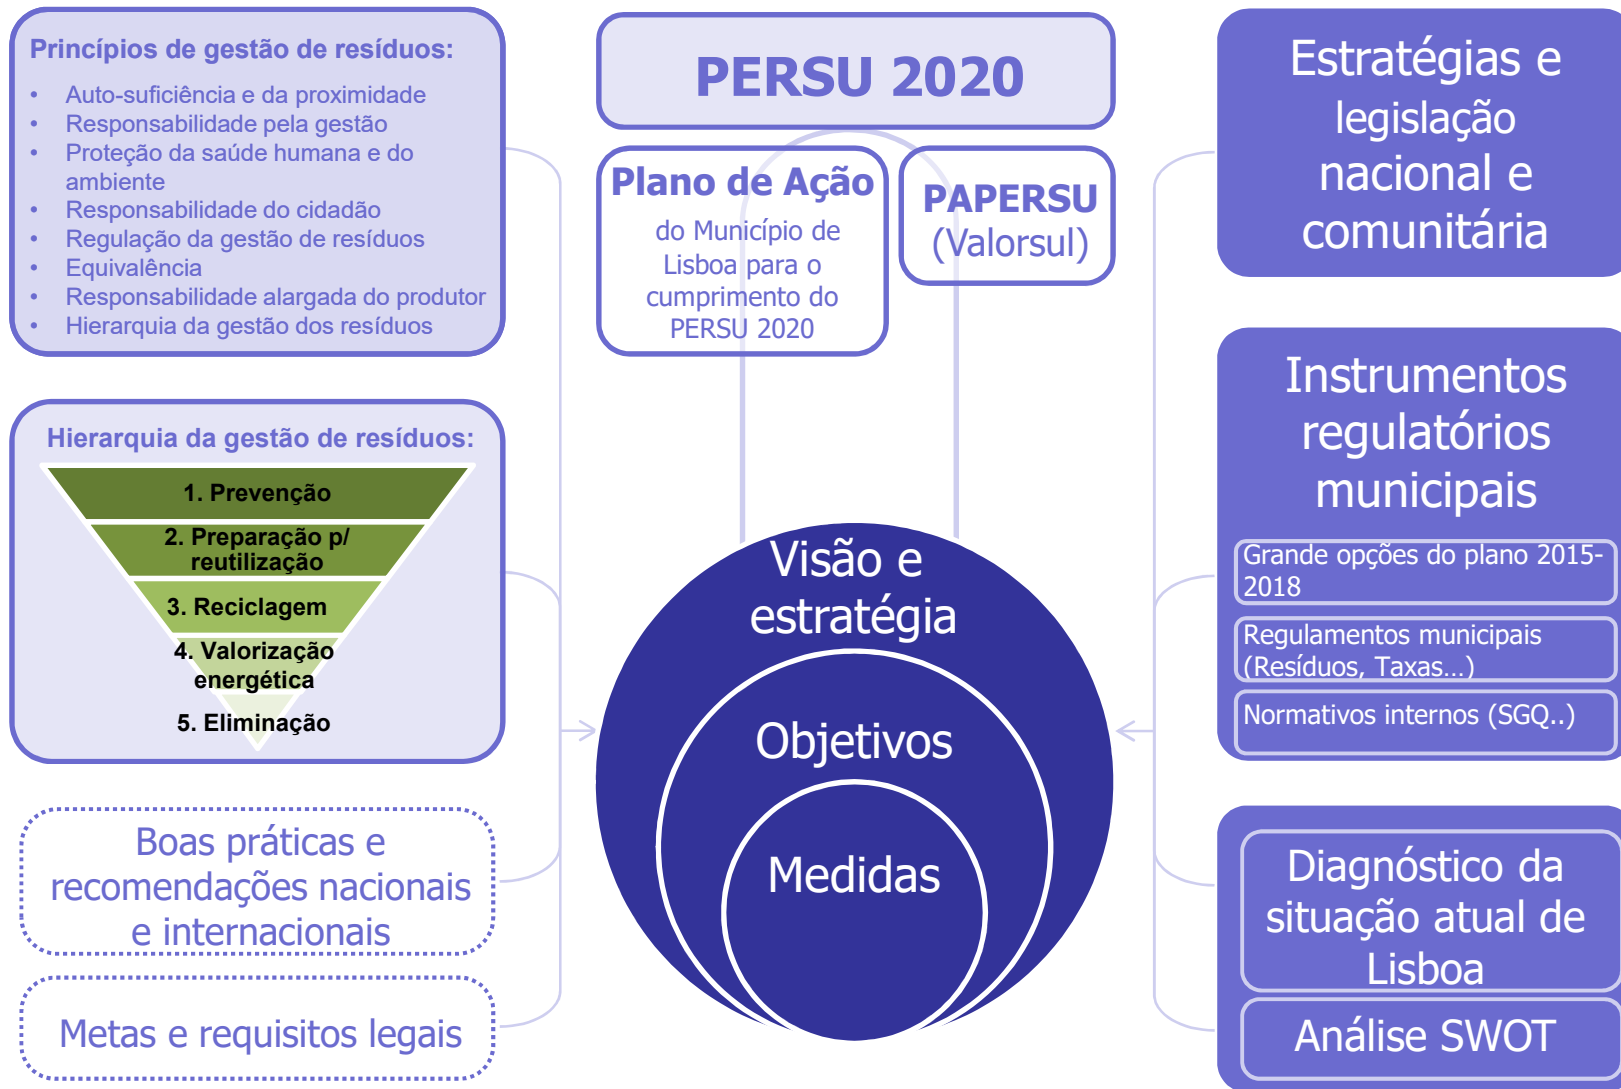 Princípios de gestão de resíduos:
• Auto-suficiência e da proximidade
• Responsabilidade pela gestão
• Proteção da saúde humana e do
ambiente
• Responsabilidade do cidadão
• Regulação da gestão de resíduos
• Equivalência
• Responsabilidade alargada do produtor
• Hierarquia da gestão dos resíduos
Hierarquia da gestão de resíduos:
1. Prevenção
2. Preparação p/
reutilização
3. Reciclagem
4. Valorização
energética
5. Eliminação
Boas práticas e
recomendações nacionais
e internacionais
Metas e requisitos legais
PERSU 2020
Plano de Ação
do Município de
Lisboa para o
cumprimento do
PERSU 2020
PAPERSU
(Valorsul)
Visão e
estratégia
Objetivos
Medidas
Estratégias e
legislação
nacional e
comunitária
Instrumentos
regulatórios
municipais
Grande opções do plano 2015-
2018
Regulamentos municipais
(Resíduos, Taxas...)
Normativos internos (SGQ..)
Diagnóstico da
situação atual de
Lisboa
Análise SWOT